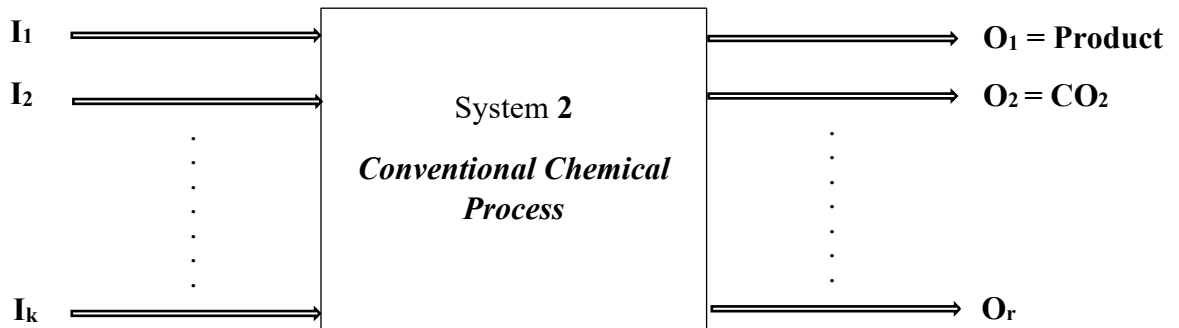 I₁
O₁ = Product
I₂
System 2
O₂ = CO₂
Conventional Chemical
Process
Iₖ
Oᵣ